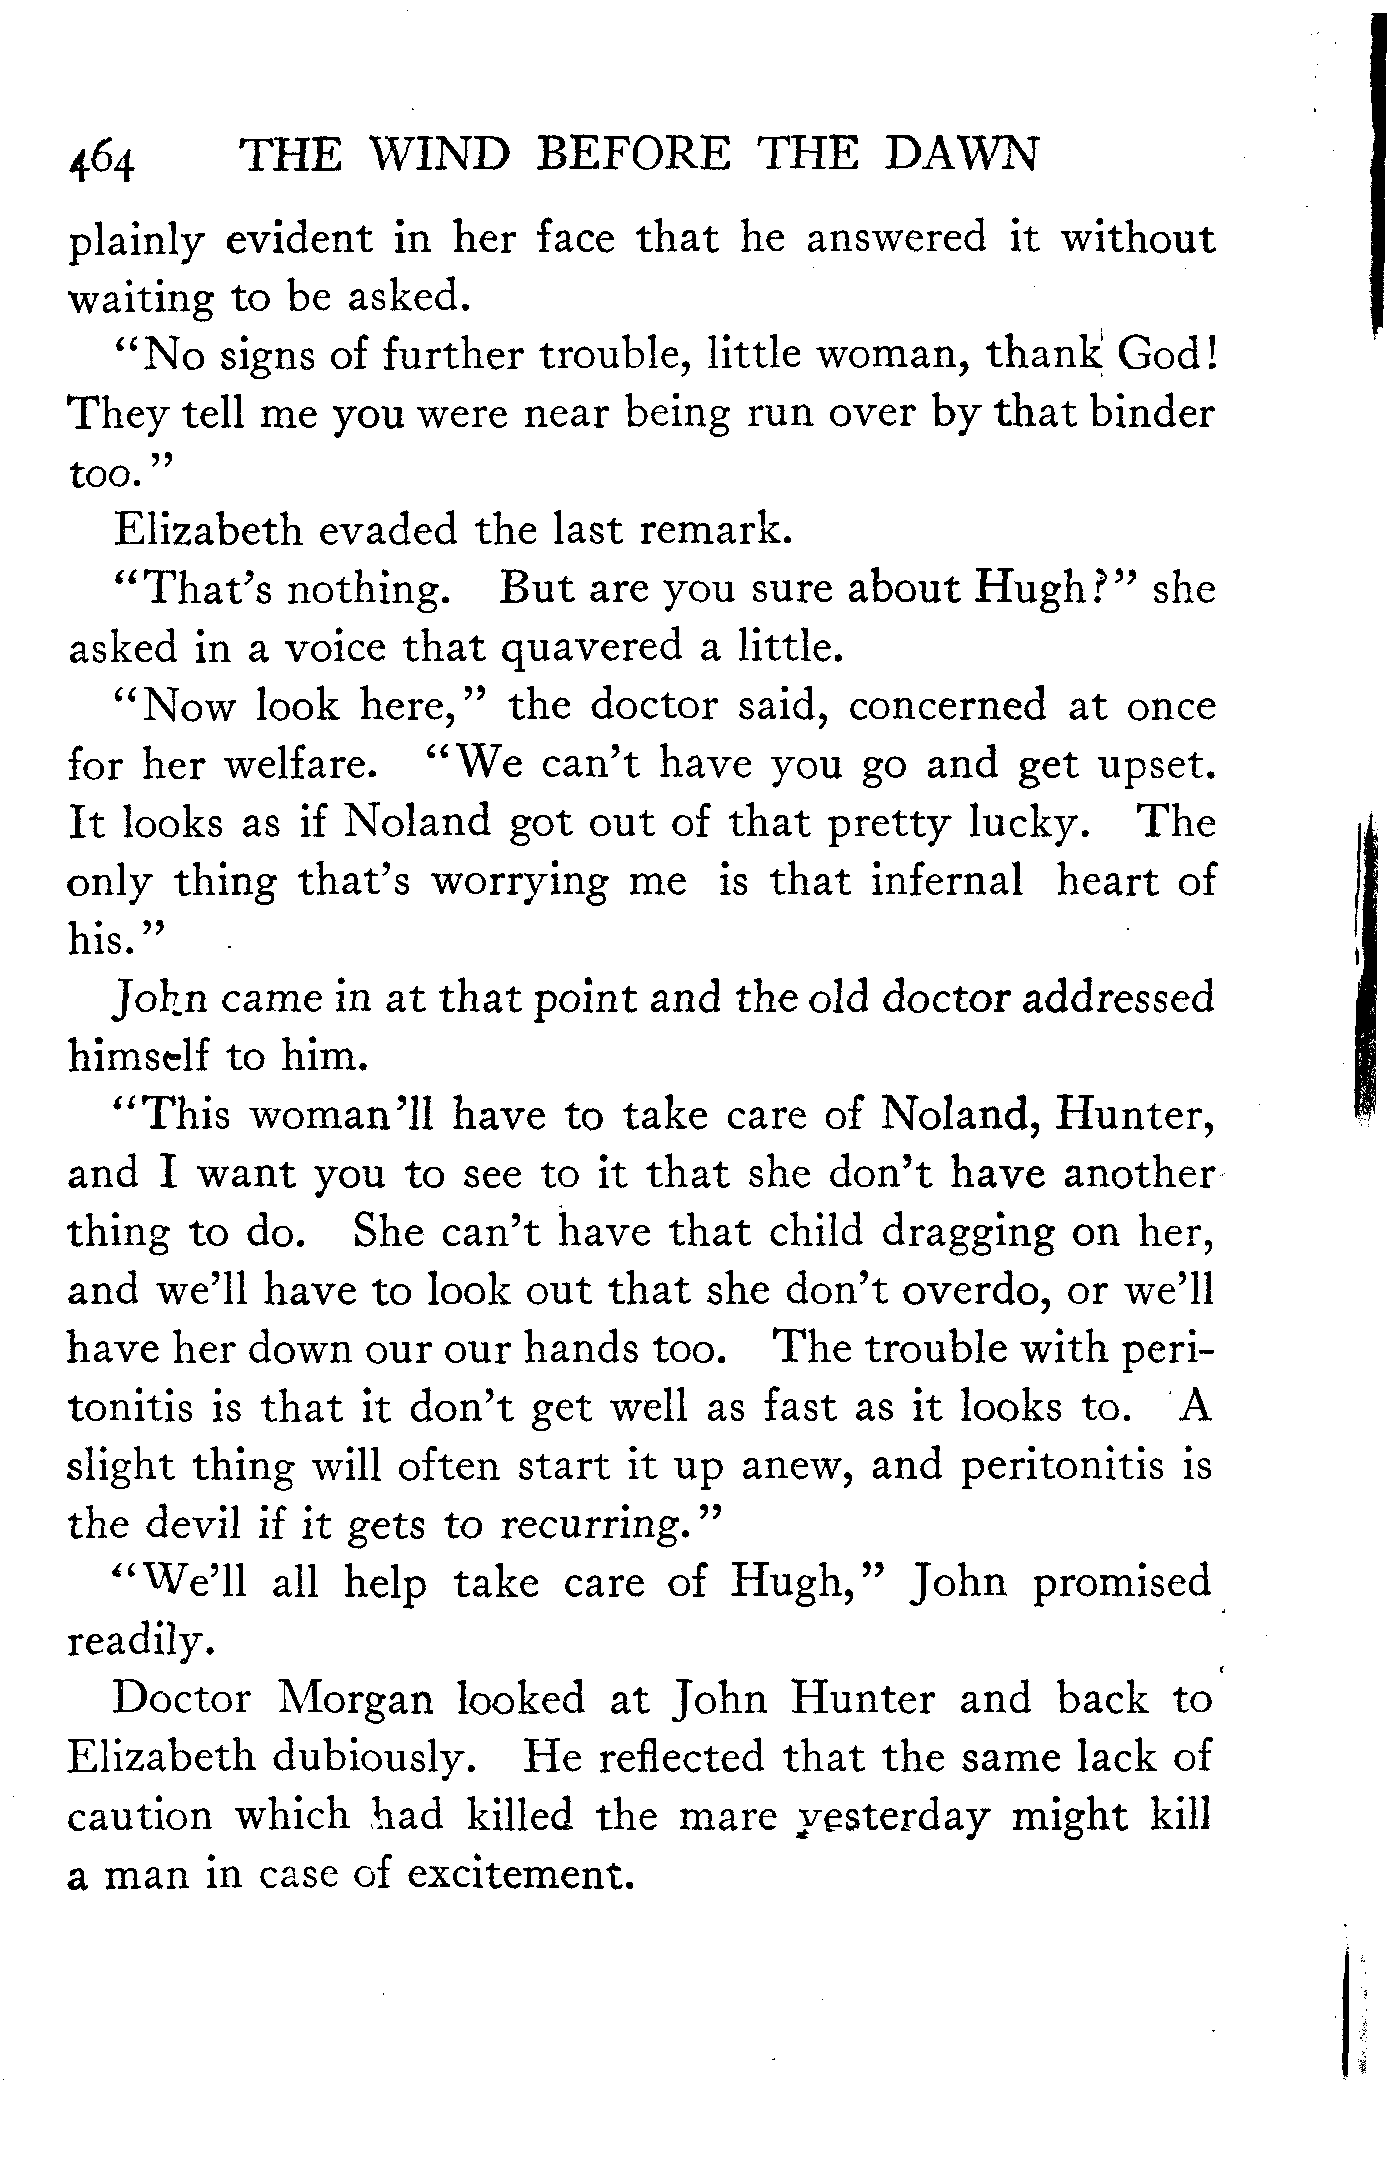 464 THE WIND BEFORE THE DAWN
plainly evident in her face that he answered it without
waiting to be asked.
“No signs of further trouble, little woman, thank God!
They tell me you were near being run over by that binder
too.”
Elizabeth evaded the last remark.
“That’s nothing. But are you sure about Hugh?” she
asked in a voice that quavered a little.
“Now look here,” the doctor said, concerned at once
for her welfare. “We can’t have you go and get upset.
It looks as if Noland got out of that pretty lucky. The
only thing that’s worrying me is that infernal heart of
his.”
John came in at that point and the old doctor addressed
himself to him.
“This woman’ll have to take care of Noland, Hunter,
and I want you to see to it that she don’t have another
thing to do. She can’t have that child dragging on her,
and we’ll have to look out that she don’t overdo, or we’ll
have her down our our hands too. The trouble with peri-
tonitis is that it don’t get well as fast as it looks to. A
slight thing will often start it up anew, and peritonitis is
the devil if it gets to recurring.”
“We’ll all help take care of Hugh,” John promised
readily.
Doctor Morgan looked at John Hunter and back to
Elizabeth dubiously. He reflected that the same lack of
caution which had killed the mare yesterday might kill
a man in case of excitement.